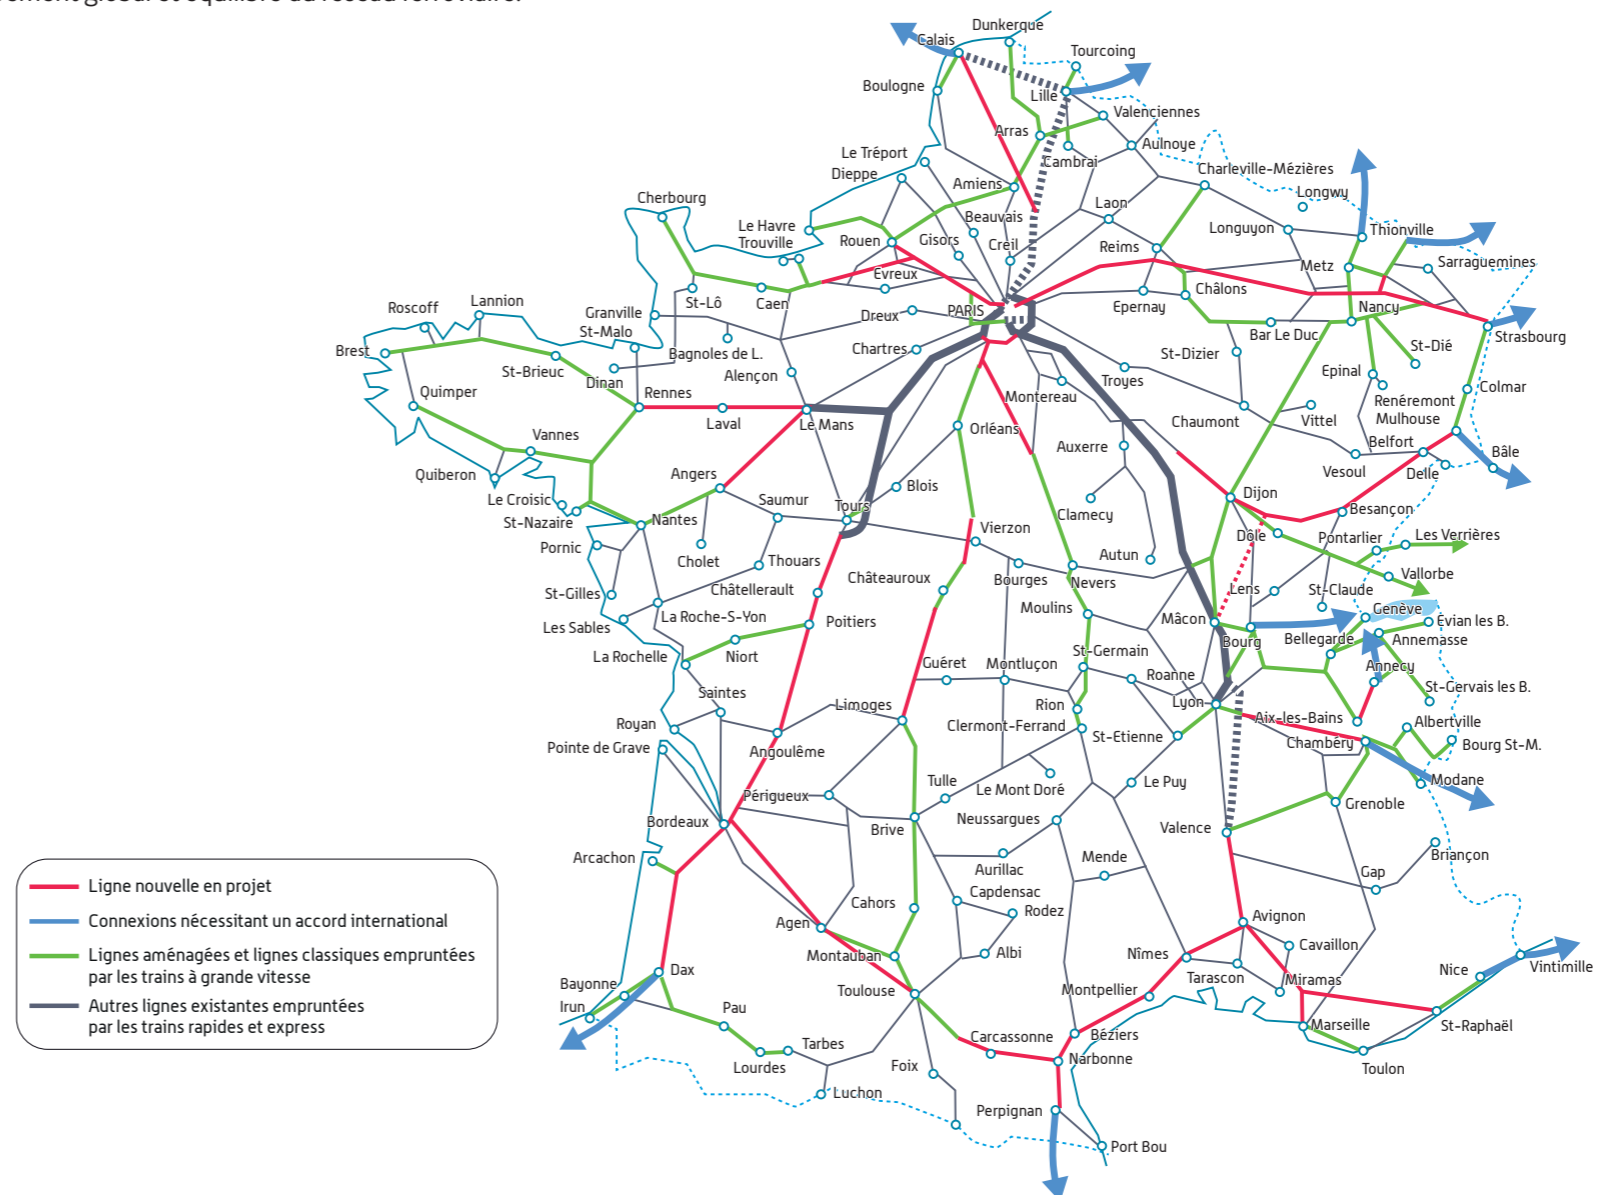 Dunkerque
Calais
Tourcoing
Boulogne
Lille
Valenciennes
Arras
Aulnoye
Le Tréport
Cambrai
Dieppe
Charleville-Mézières
Amiens
Longwy
Cherbourg
Laon
Beauvais
Le Havre
Longuyon
Thionville
Trouville
Rouen
Gisors
Creil
Reims
Metz
Sarraguemines
Evreux
Châlons
Roscoff
Lannion
St-Lô
Caen
Granville
Epernay
Nancy
Dreux
PARIS
St-Malo
Bar Le Duc
Strasbourg
Brest
Bagnoles de L.
Chartres
St-Dizier
St-Dié
St-Brieuc
Dinan
Alençon
Troyes
Epinal
Colmar
Quimper
Rennes
Montereau
Renéremont
Laval
Le Mans
Chaumont
Vittel
Mulhouse
Vannes
Orléans
Auxerre
Belfort
Bâle
Quiberon
Angers
Vesoul
Delle
Blois
Le Croisic
Saumur
Tours
Dijon
St-Nazaire
Nantes
Clamecy
Besançon
Pornic
Vierzon
Dôle
Pontarlier
Les Verrières
Cholet
Thouars
Autun
Châteauroux
Bourges
Nevers
Vallorbe
St-Gilles
Châtellerault
Lens
St-Claude
Moulins
Genève
Les Sables
La Roche-S-Yon
Poitiers
Mâcon
Evian les B.
Bourg
Bellegarde
Annemasse
La Rochelle
Niort
St-Germain
Guéret
Montluçon
Annecy
Roanne
St-Gervais les B.
Saintes
Limoges
Rion
Lyon
Royan
Clermont-Ferrand
Aix-les-Bains
Albertville
Pointe de Grave
Angoulême
St-Etienne
Chambéry
Bourg St-M.
Tulle
Le Puy
Modane
Périgueux
Le Mont Doré
Grenoble
Bordeaux
Brive
Neussargues
Valence
Arcachon
Briançon
Mende
Aurillac
Gap
Capdensac
Cahors
Rodez
Agen
Avignon
Albi
Cavaillon
Montauban
Nîmes
Dax
Tarascon
Nice
Vintimille
Bayonne
Toulouse
Montpellier
Miramas
Irun
Pau
Marseille
St-Raphaël
Carcassonne
Béziers
Tarbes
Narbonne
Lourdes
Foix
Toulon
Luchon
Perpignan
Port Bou
Ligne nouvelle en projet
Connexions nécessitant un accord international
Lignes aménagées et lignes classiques empruntées
par les trains à grande vitesse
Autres lignes existantes empruntées
par les trains rapides et express